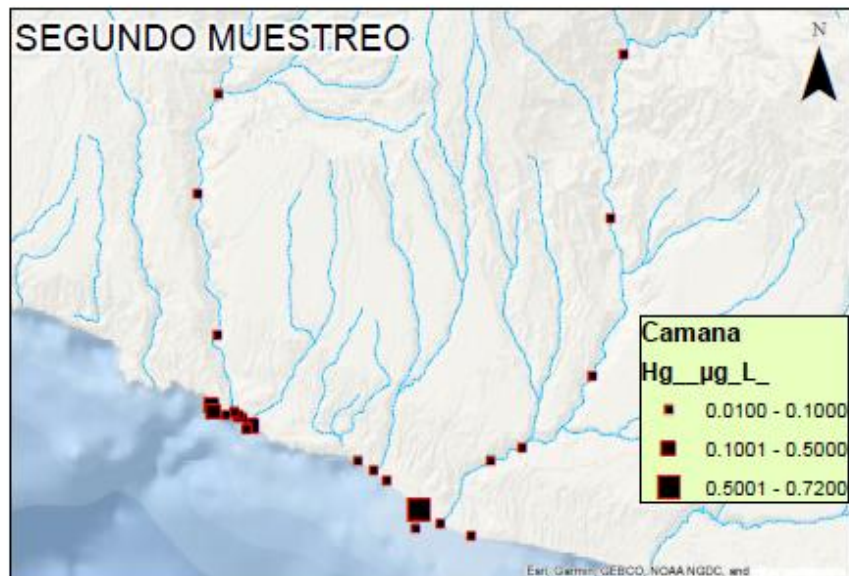 SEGUNDO MUESTREO
N
Camana
Hg__µg_L_
0.0100 - 0.1000
0.1001 - 0.5000
0.5001 - 0.7200
Esri, Garmin, GEBCO, NOAA NGDC, and